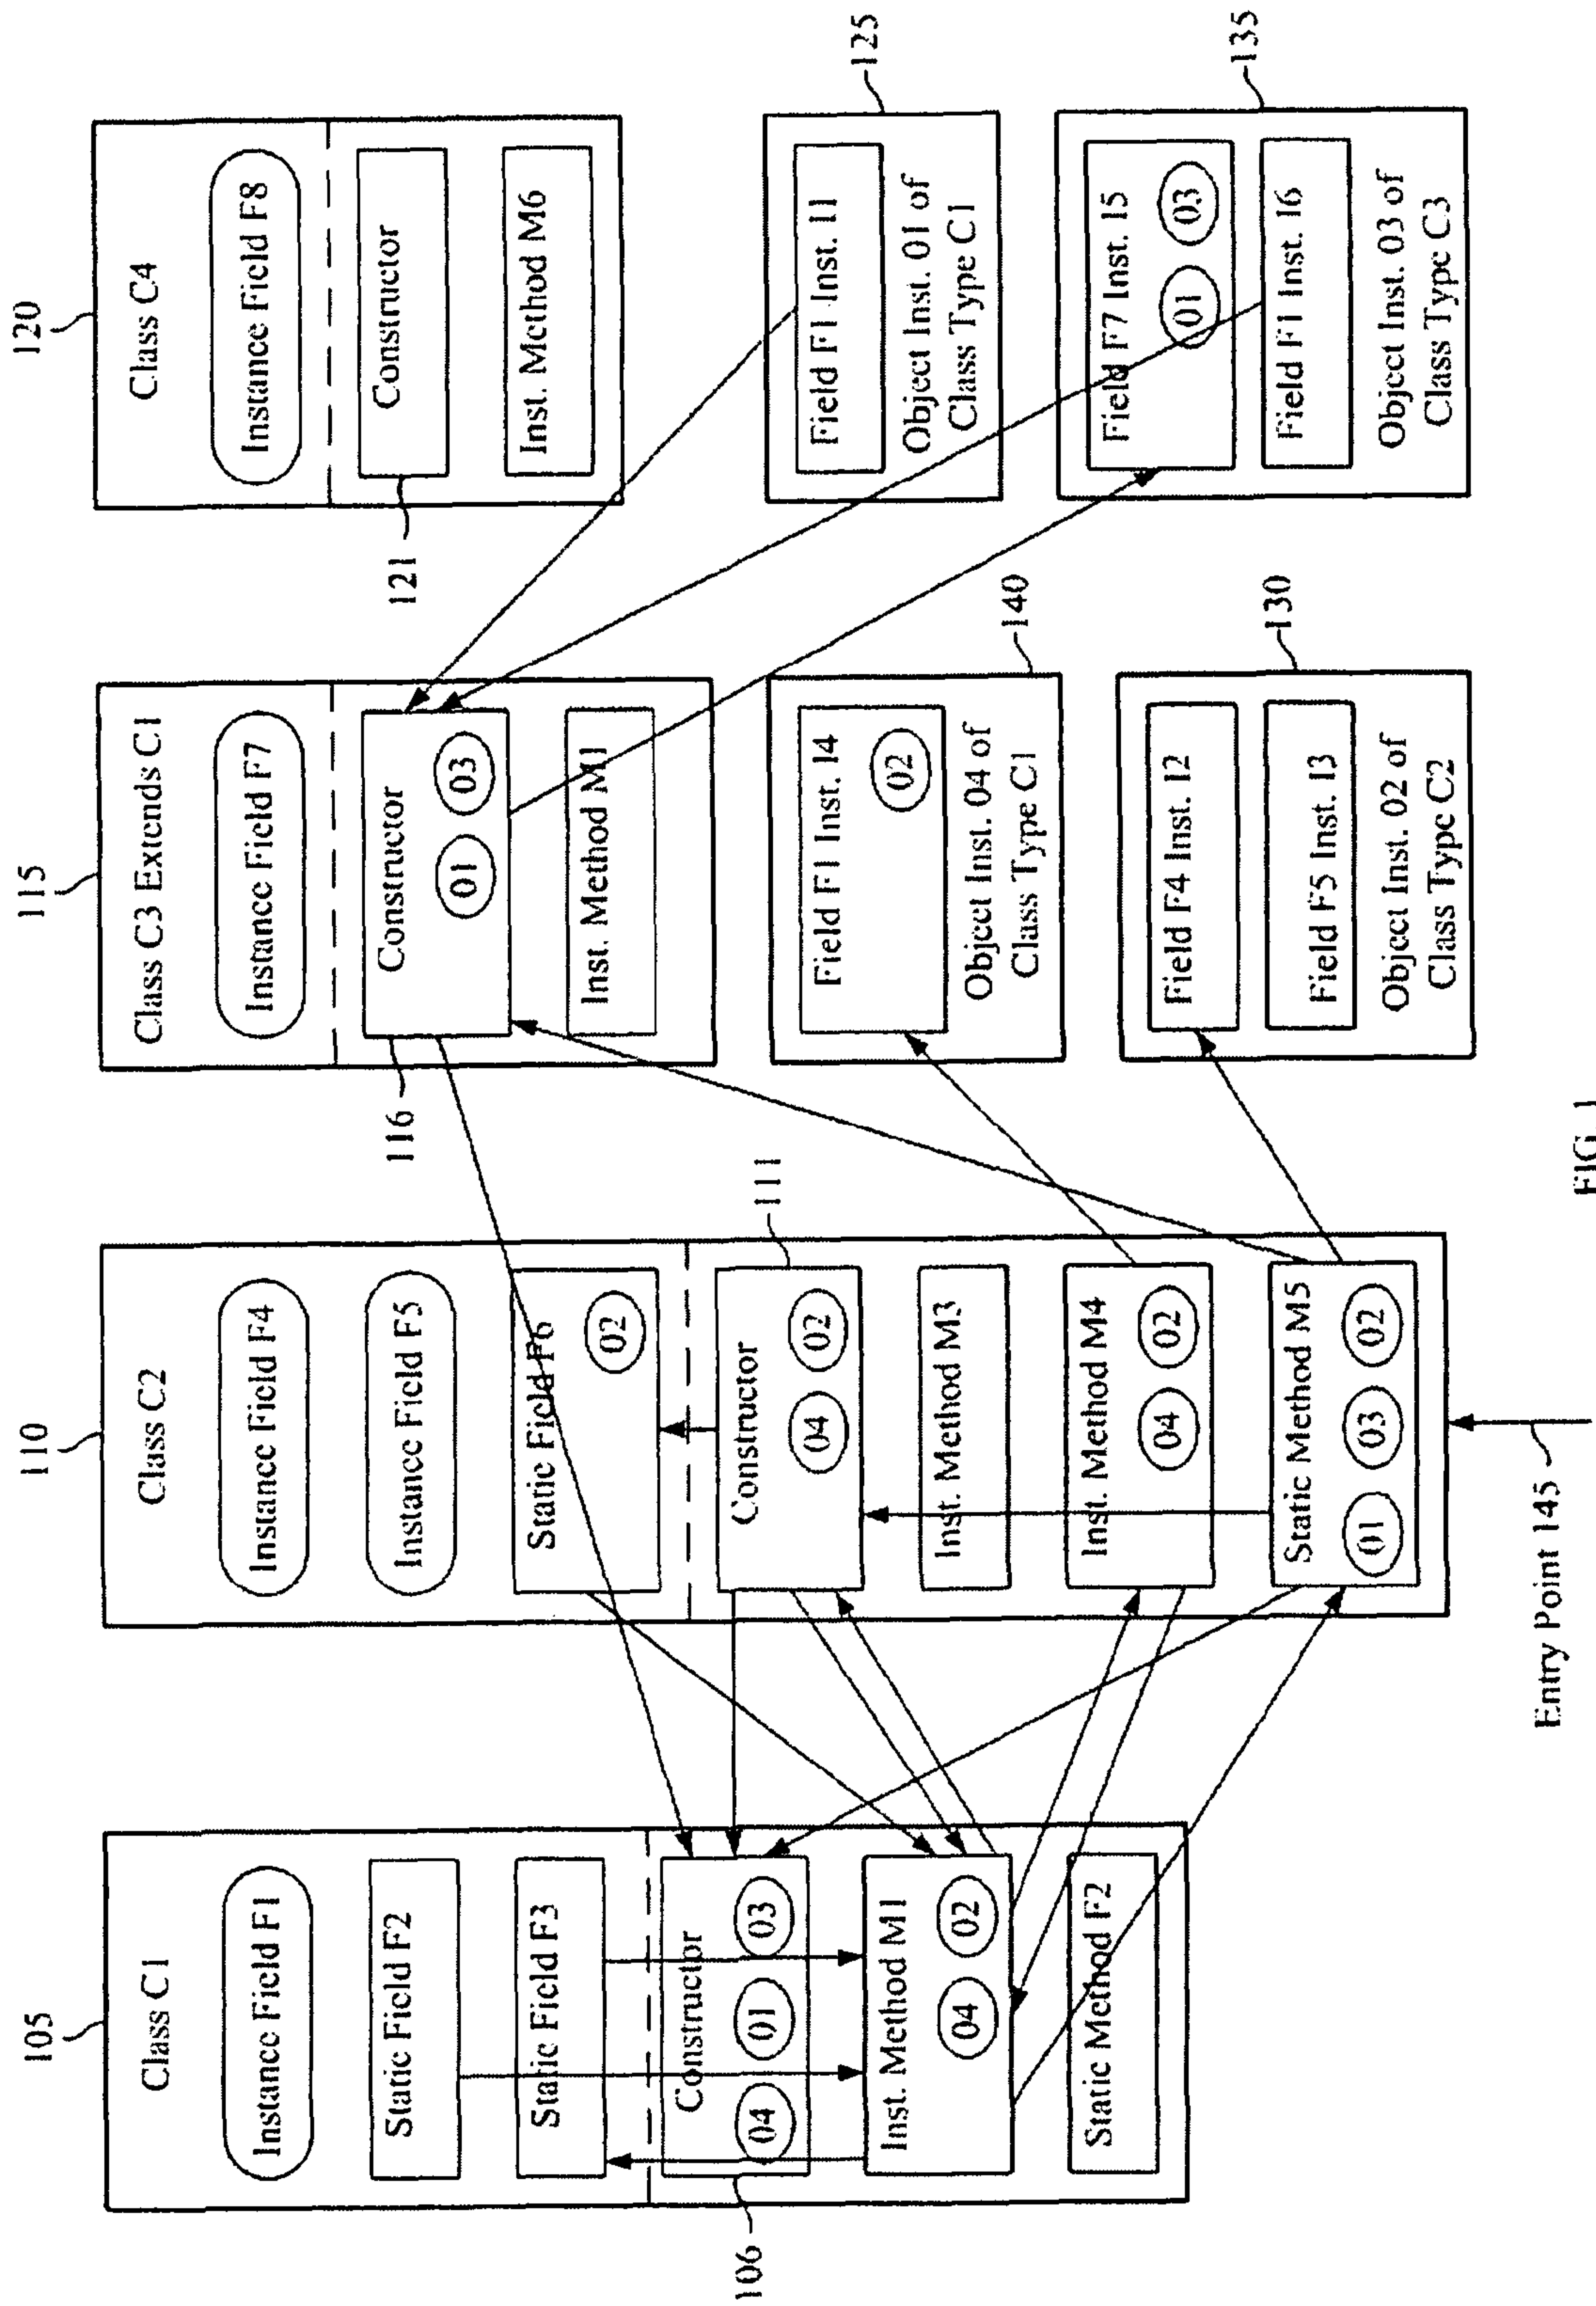 105
Class C1
Instance Field F1
Static Field F2
Static Field F3
Constructor
04
01
03
106
Inst. Method M1
04
02
Static Method F2
110
Class C2
Instance Field F4
Instance Field F5
Static Field F6
02
111
Constructor
04
02
Inst. Method M3
Inst. Method M4
04
02
Static Method M5
01
03
02
Entry Point 145
115
Class C3 Extends C1
Instance Field F7
116
Constructor
01
03
Inst. Method M1
120
Class C4
Instance Field F8
121
Constructor
Inst. Method M6
140
Field F1 Inst. I4
02
Object Inst. 04 of
Class Type C1
125
Field F1 Inst. I1
Object Inst. 01 of
Class Type C1
130
Field F4 Inst. I2
Field F5 Inst. I3
Object Inst. 02 of
Class Type C2
135
Field F7 Inst. I5
01
03
Field F1 Inst. I6
Object Inst. 03 of
Class Type C3
FIG. 1